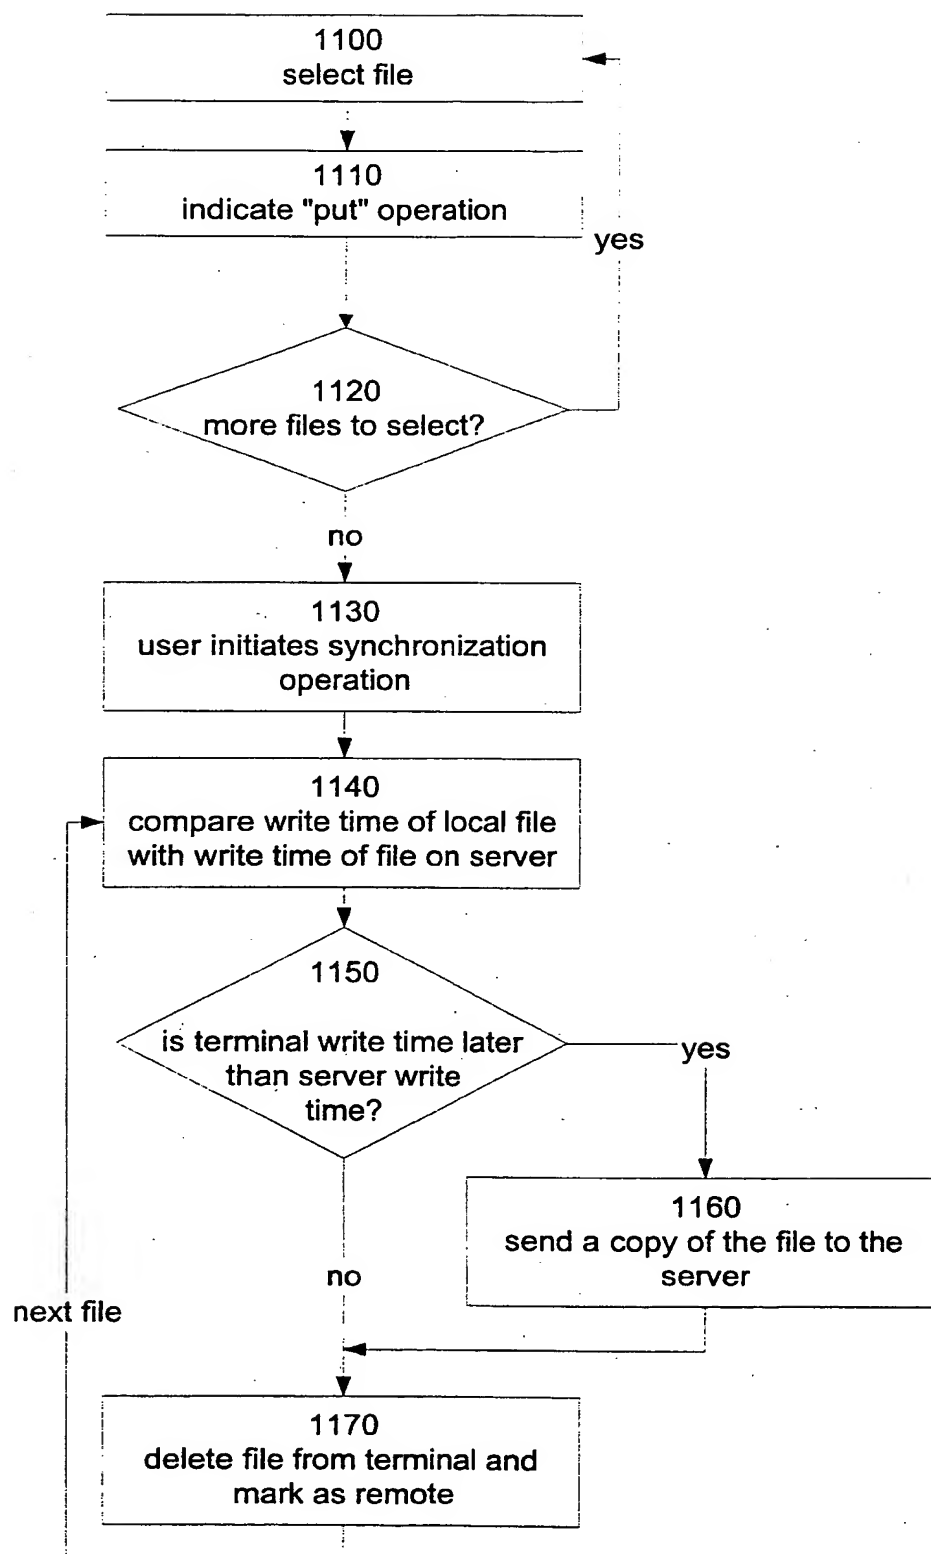 1100
select file
1110
indicate "put" operation
yes
1120
more files to select?
no
1130
user initiates synchronization
operation
1140
compare write time of local file
with write time of file on server
1150
is terminal write time later
than server write
time?
yes
1160
send a copy of the file to the
server
no
next file
1170
delete file from terminal and
mark as remote